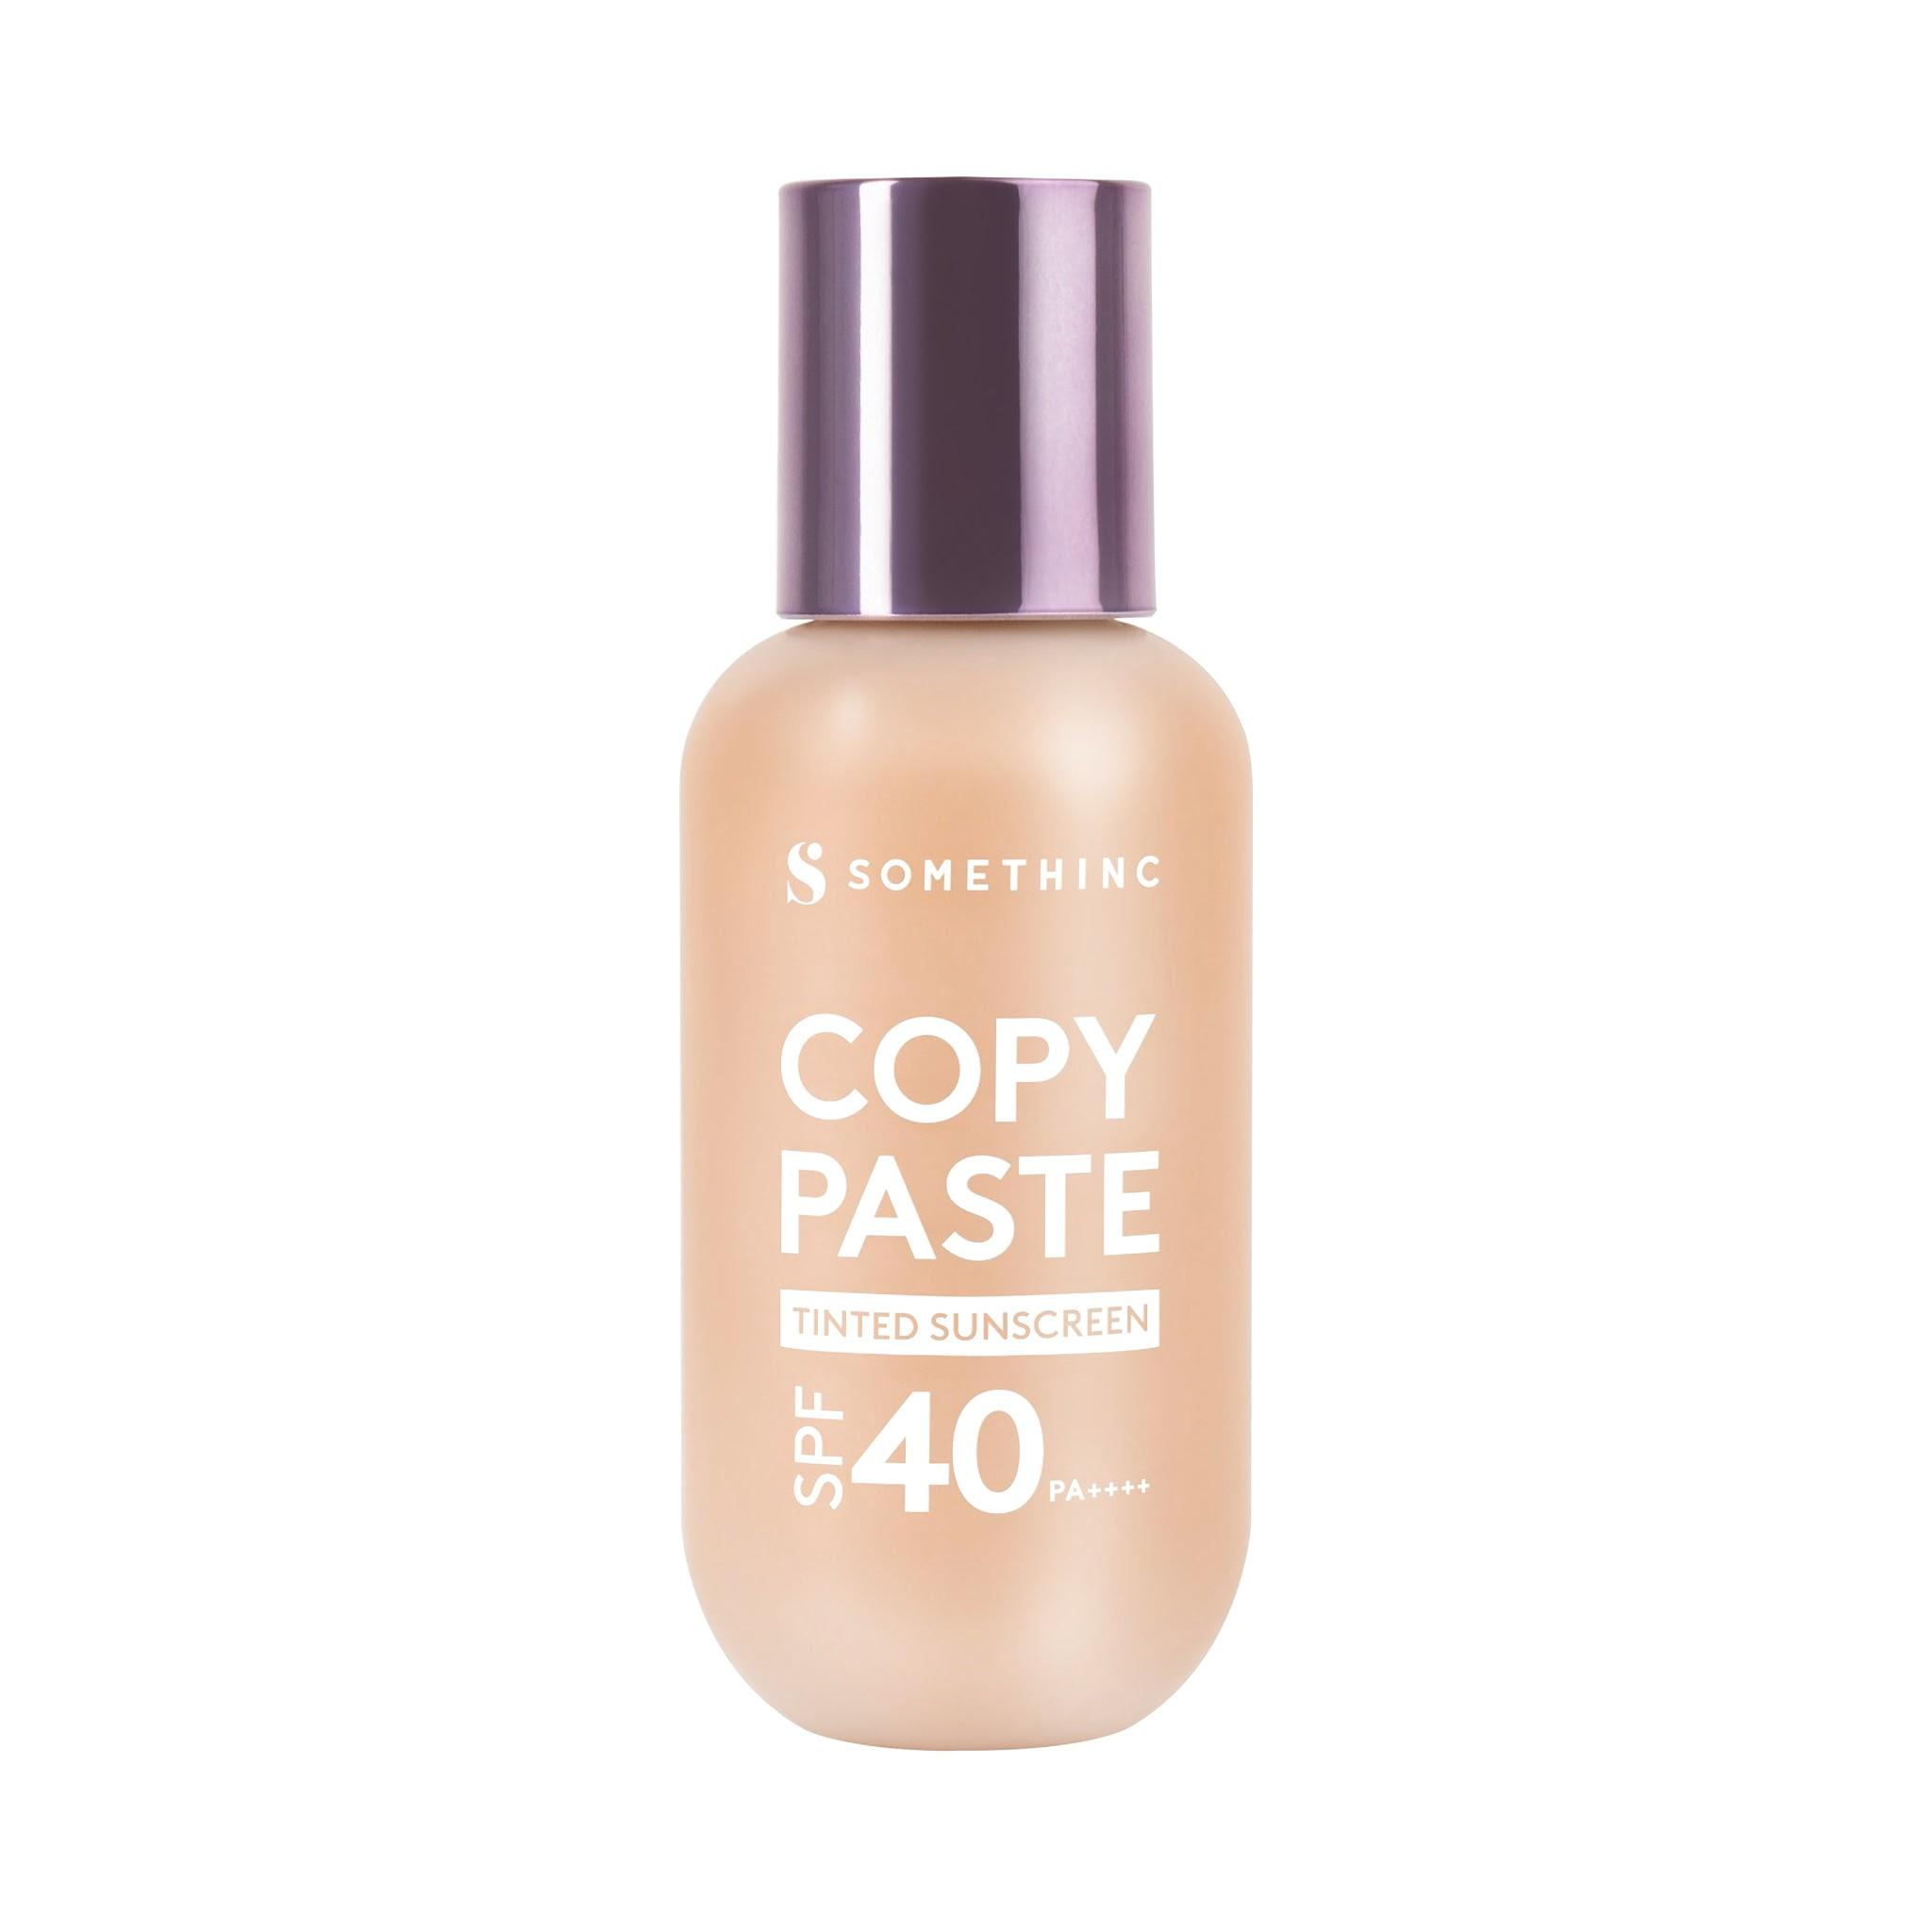 SOMETHINC
COPY
PASTE
TINTED SUNSCREEN
SPF 40 PA++++